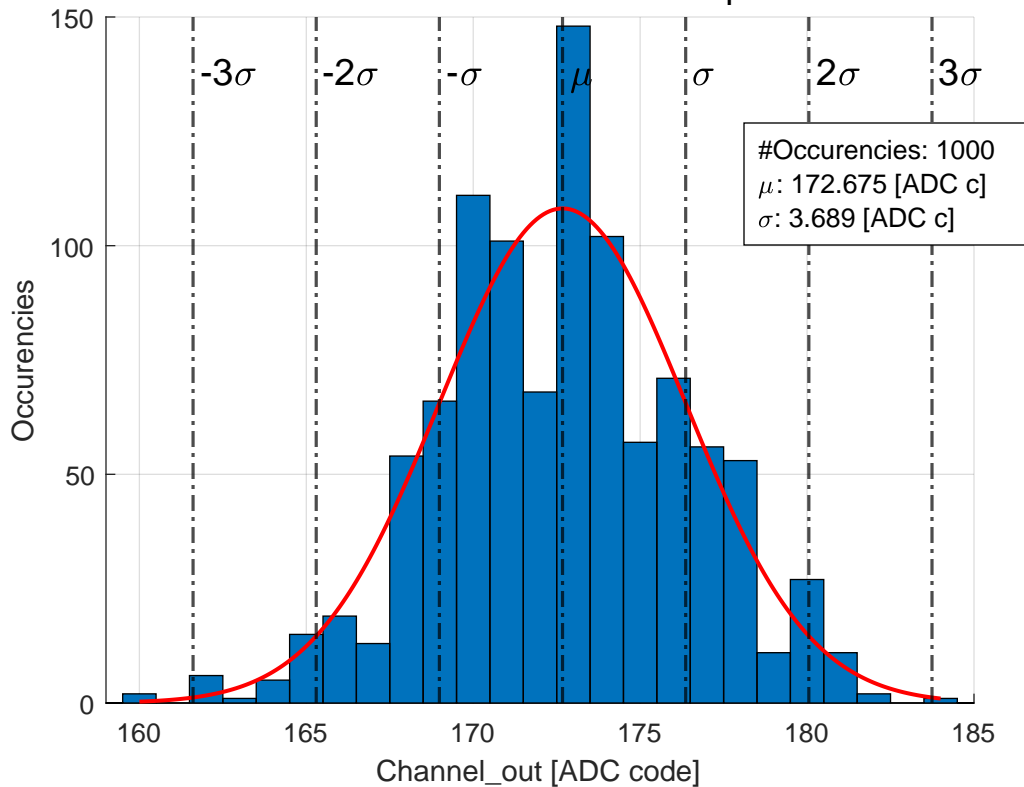 150
100
50
0
-3σ
-2σ
-σ
μ
σ
2σ
3σ
#Occurencies: 1000
μ: 172.675 [ADC c]
σ: 3.689 [ADC c]
Occurencies
160
165
170
175
180
185
Channel_out [ADC code]